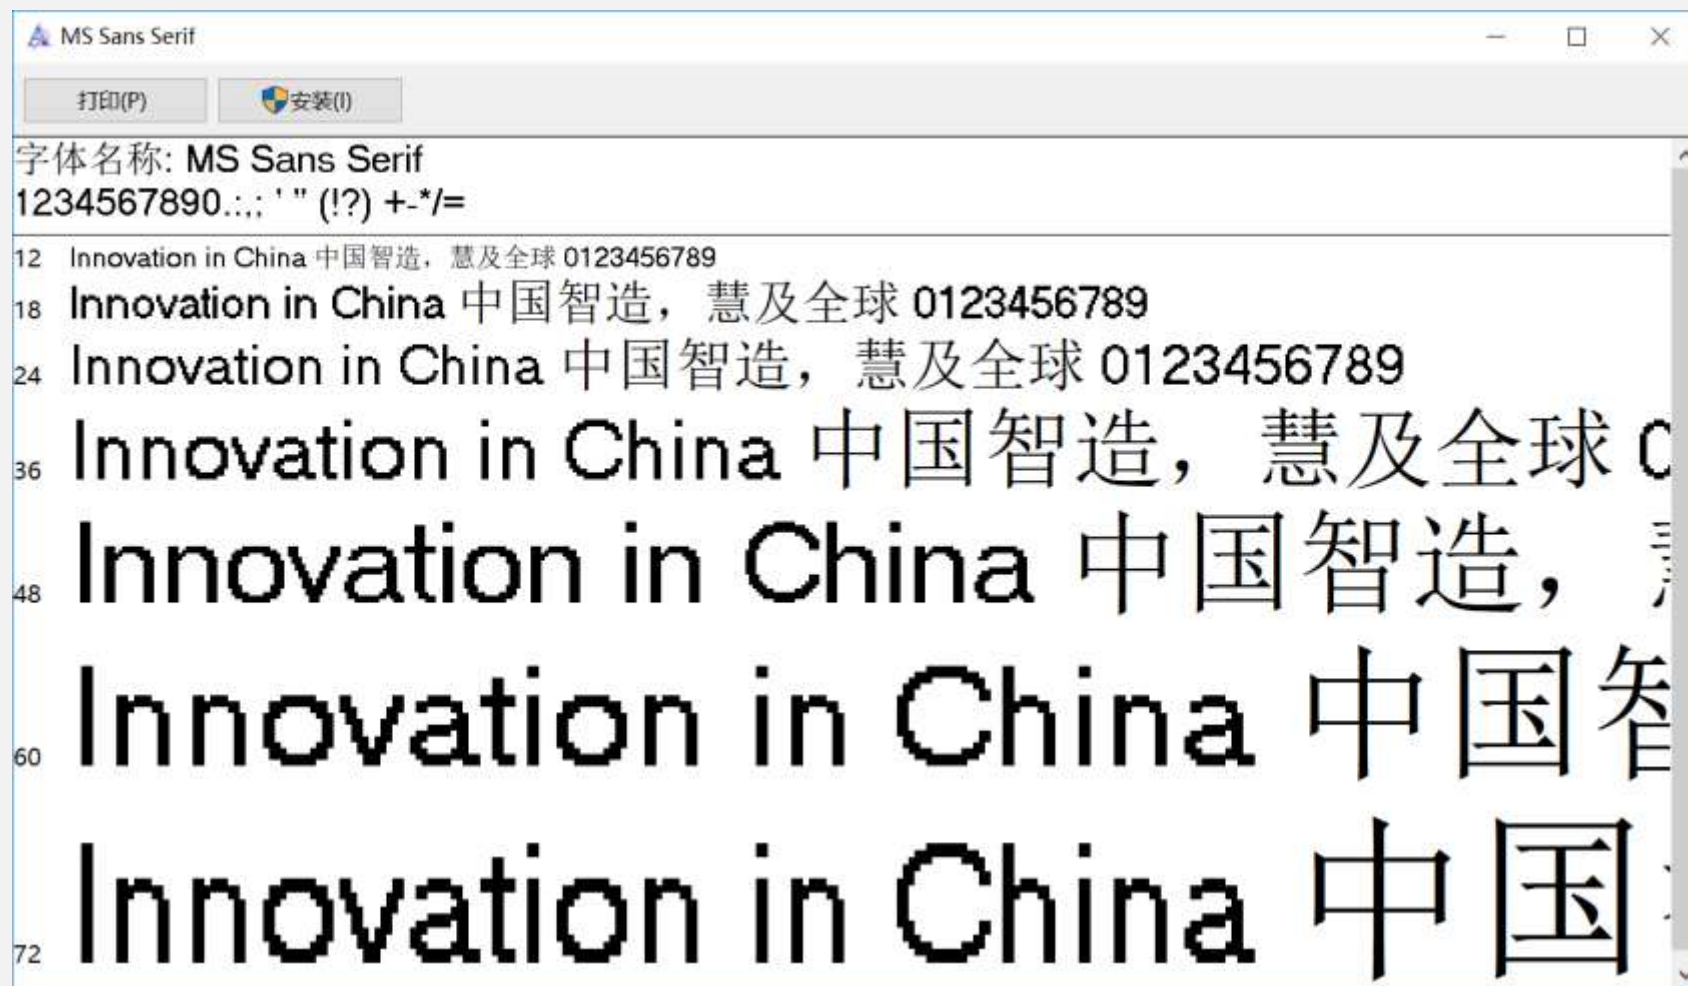 MS Sans Serif
打印(P) 安装(I)
字体名称: MS Sans Serif
1234567890.:,; ' " (!?) +-*/=
12 Innovation in China 中国智造，慧及全球 0123456789
18 Innovation in China 中国智造，慧及全球 0123456789
24 Innovation in China 中国智造，慧及全球 0123456789
36 Innovation in China 中国智造，慧及全球 0
48 Innovation in China 中国智造，
60 Innovation in China 中国智
72 Innovation in China 中国